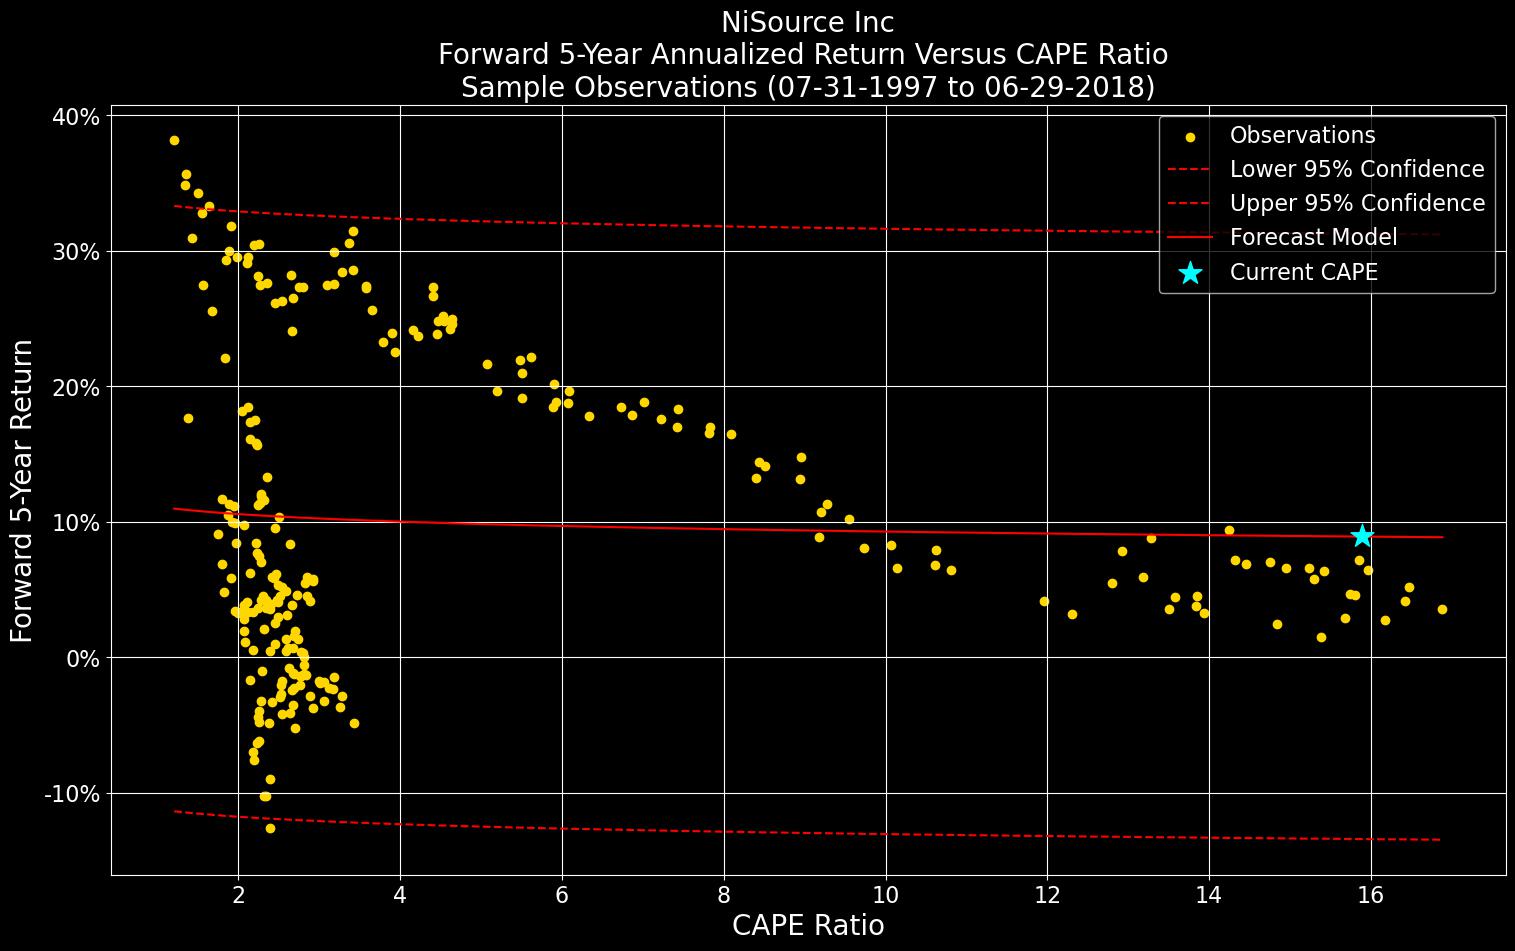 NiSource Inc
Forward 5-Year Annualized Return Versus CAPE Ratio
Sample Observations (07-31-1997 to 06-29-2018)
40%
30%
20%
10%
0%
-10%
Forward 5-Year Return
Observations
Lower 95% Confidence
Upper 95% Confidence
Forecast Model
Current CAPE
2 4 6 8 10 12 14 16
CAPE Ratio